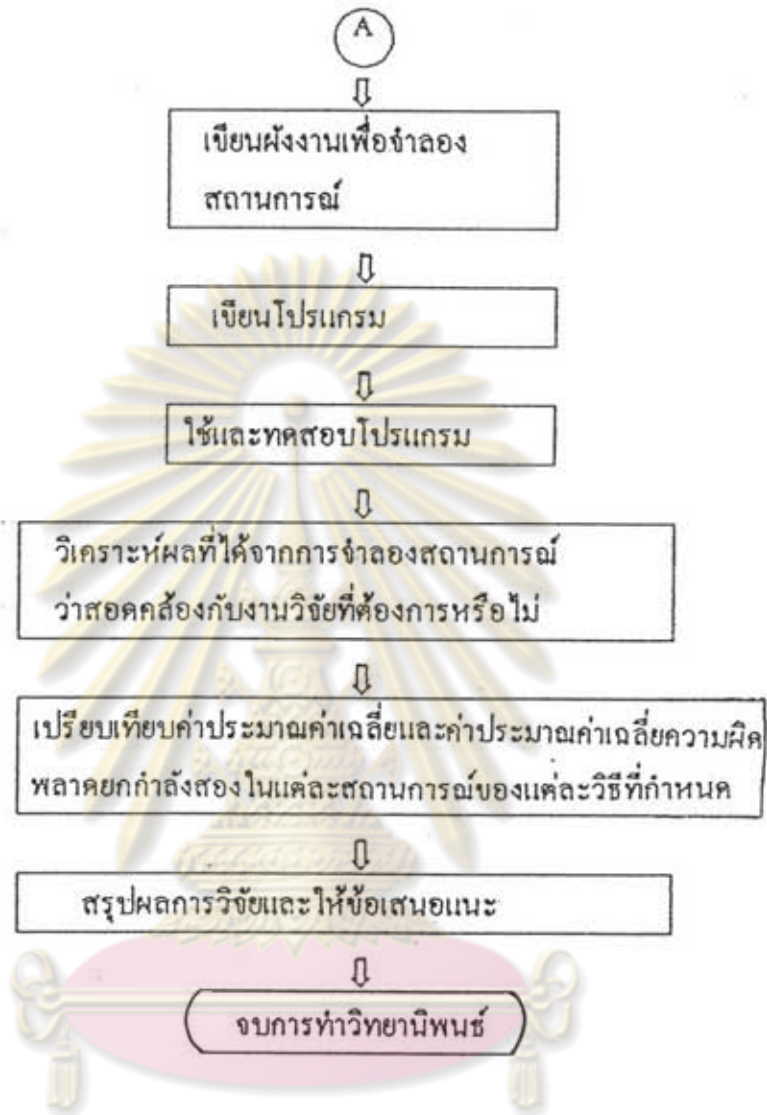 A
เขียนผังงานเพื่อจำลอง
สถานการณ์
เขียนโปรแกรม
ใช้และทดสอบโปรแกรม
วิเคราะห์ผลที่ได้จากการจำลองสถานการณ์
ว่าสอดคล้องกับงานวิจัยที่ต้องการหรือไม่
เปรียบเทียบค่าประมาณค่าเฉลี่ยและค่าประมาณค่าเฉลี่ยความผิด
พลาดยกกำลังสองในแต่ละสถานการณ์ของแต่ละวิธีที่กำหนด
สรุปผลการวิจัยและให้ข้อเสนอแนะ
จบการทำวิทยานิพนธ์